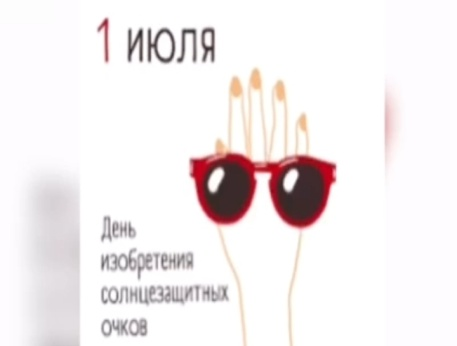 1 июля
День
изобретения
солнцезащитных
очков